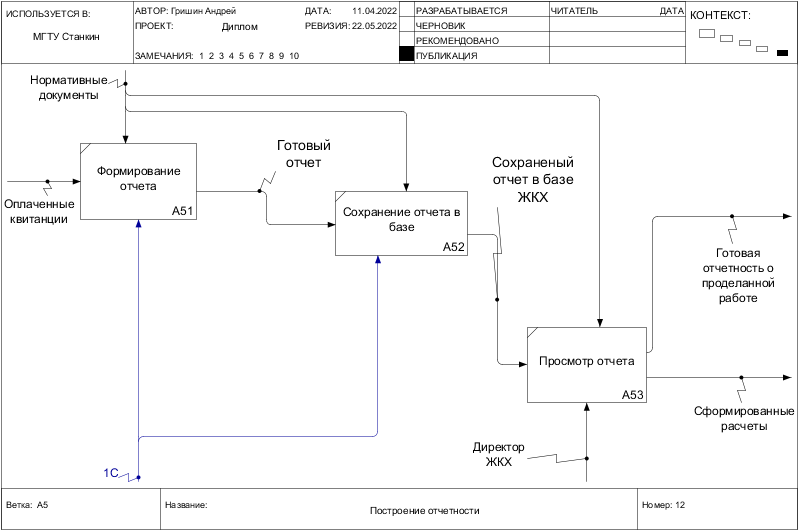 ИСПОЛЬЗУЕТСЯ В:
МГТУ Станкин
АВТОР: Гришин Андрей
ДАТА: 11.04.2022
ПРОЕКТ: Диплом
РЕВИЗИЯ: 22.05.2022
ЗАМЕЧАНИЯ: 1 2 3 4 5 6 7 8 9 10
РАЗРАБАТЫВАЕТСЯ
ЧЕРНОВИК
РЕКОМЕНДОВАНО
ПУБЛИКАЦИЯ
ЧИТАТЕЛЬ
ДАТА
КОНТЕКСТ:
Нормативные
документы
Формирование
отчета
A51
Оплаченные
квитанции
Готовый
отчет
Сохранение отчета в
базе
A52
Сохраненый
отчет в базе
ЖКХ
Готовая
отчетность о
проделанной
работе
Просмотр отчета
A53
Сформированные
расчеты
Директор
ЖКХ
1С
Ветка: A5
Название:
Построение отчетности
Номер: 12